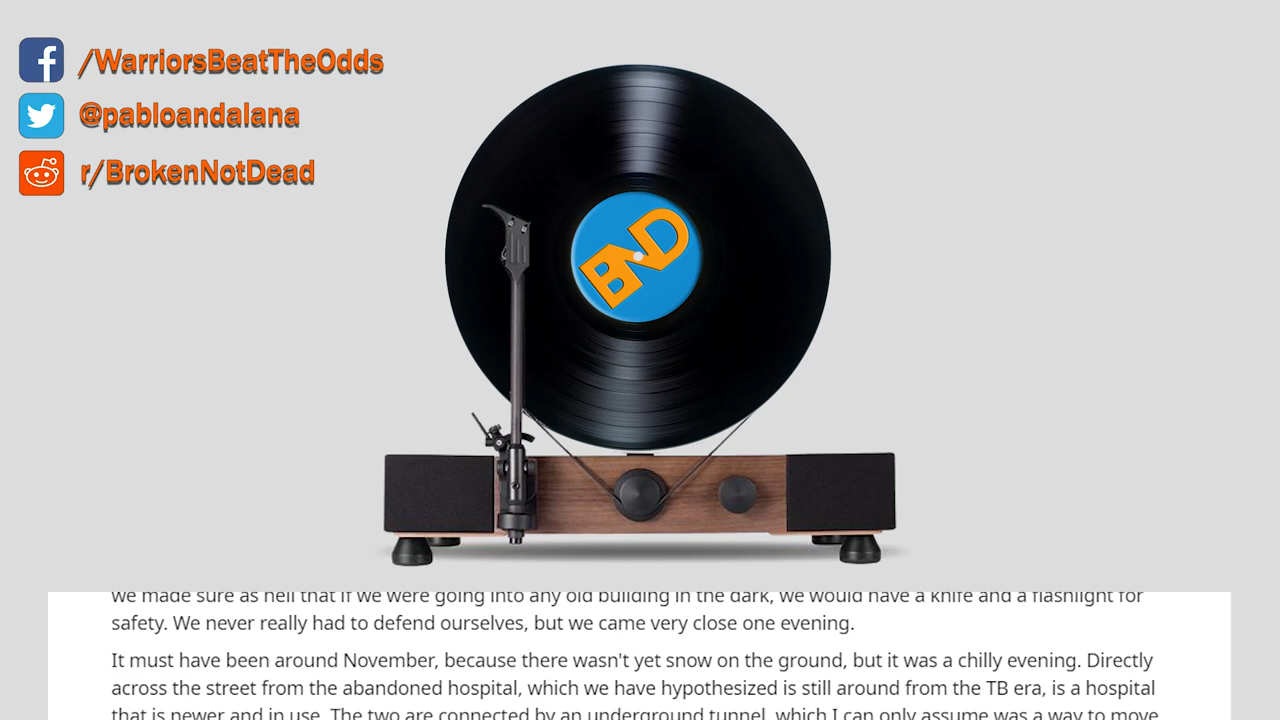 /WarriorsBeatTheOdds
@pabloandalana
r/BrokenNotDead
BND
we made sure as hell that if we were going into any old building in the dark, we would have a knife and a flashlight for
safety. We never really had to defend ourselves, but we came very close one evening.
It must have been around November, because there wasn't yet snow on the ground, but it was a chilly evening. Directly
across the street from the abandoned hospital, which we have hypothesized is still around from the TB era, is a hospital
that is newer and in use. The two are connected by an underground tunnel, which I can only assume was a way to move